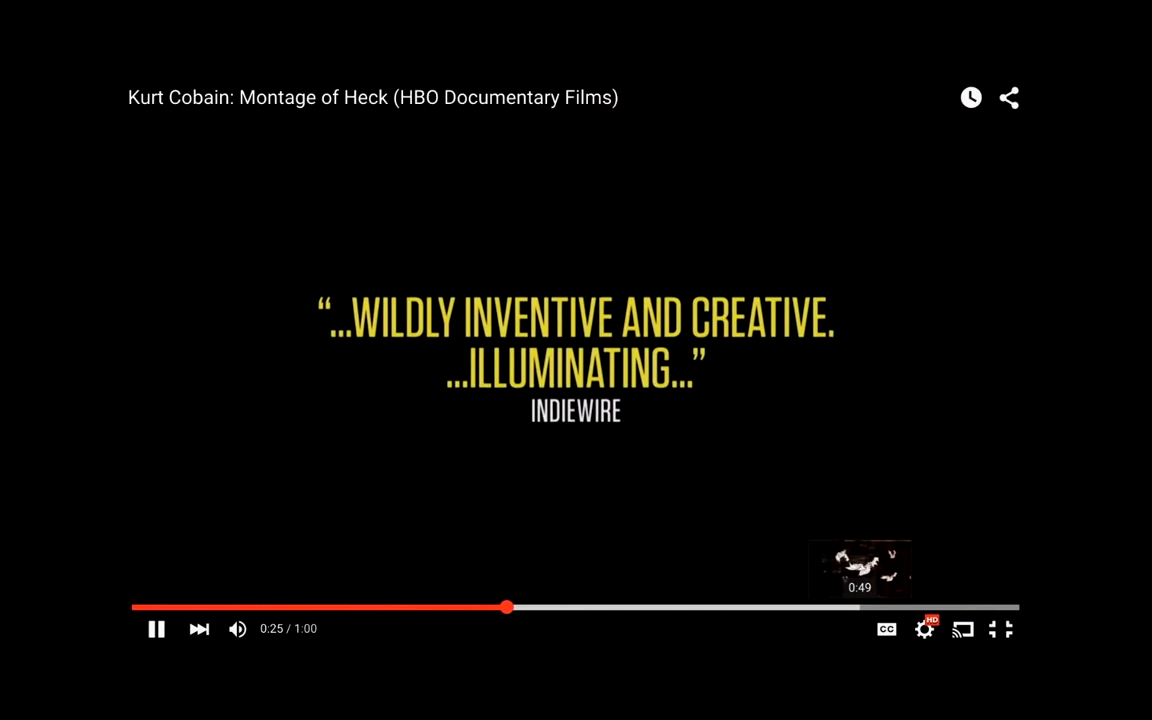 Kurt Cobain: Montage of Heck (HBO Documentary Films)
“...WILDLY INVENTIVE AND CREATIVE.
...ILLUMINATING...”
INDIEWIRE
0:49
0:25 / 1:00
CC
HD